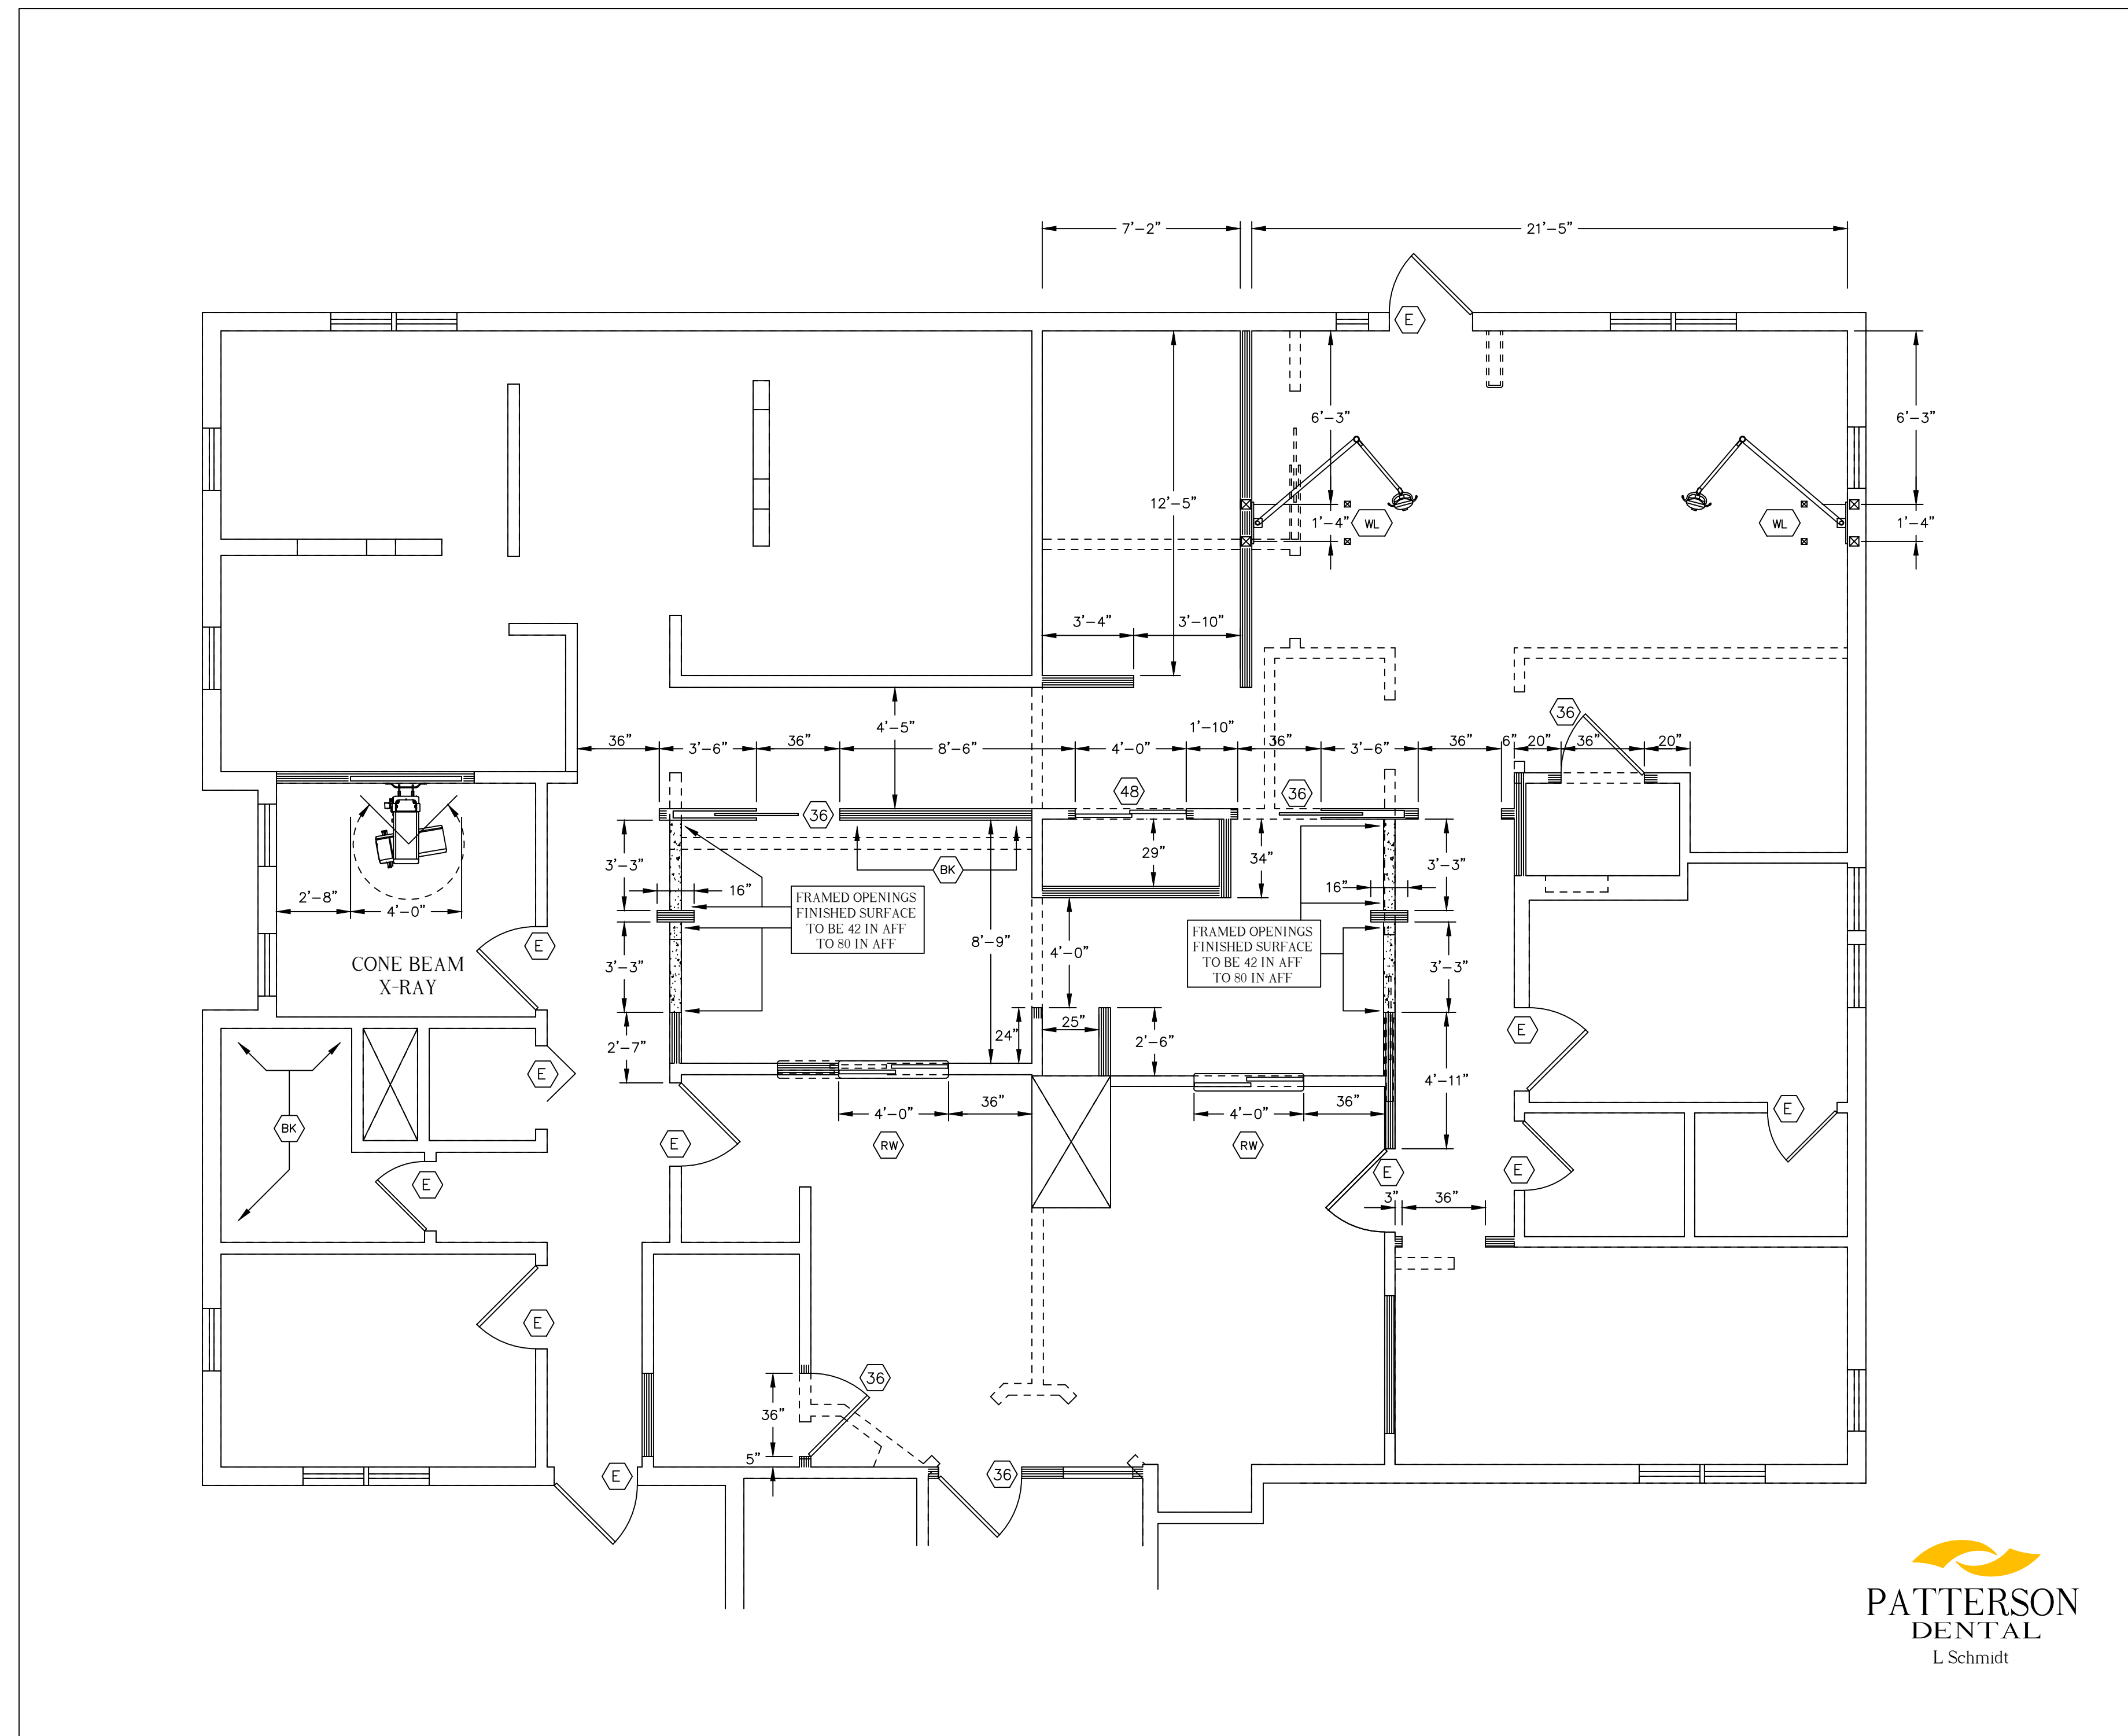 7'-2" 21'-5"
E
6'-3" 6'-3"
12'-5" 1'-4" WL WL 1'-4"
3'-4" 3'-10"
36
4'-5" 1'-10"
36" 3'-6" 36" 8'-6" 4'-0" 36" 3'-6" 36" 6" 20" 36" 20"
48 36
36
29" 34"
3'-3" BK 3'-3"
16" 16"
2'-8" 4'-0"
FRAMED OPENINGS
FINISHED SURFACE
TO BE 42 IN AFF
TO 80 IN AFF
FRAMED OPENINGS
FINISHED SURFACE
TO BE 42 IN AFF
TO 80 IN AFF
E 8'-9" 4'-0"
CONE BEAM
X-RAY
3'-3" 3'-3"
25" E
24" 2'-6"
2'-7"
E 4'-11"
BK 4'-0" 36" 4'-0" 36" E
E RW RW
E E E
3" 36"
E
36
36"
5"
E 36
PATTERSON
DENTAL
L Schmidt